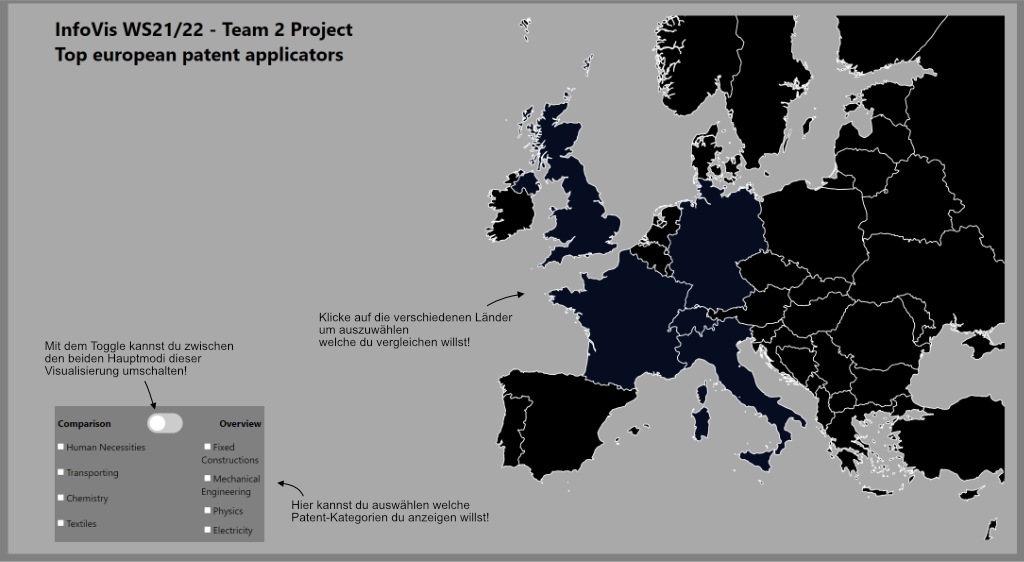 InfoVis WS21/22 - Team 2 Project
Top european patent applicators
Klicke auf die verschiedenen Länder
um auszuwählen
welche du vergleichen willst!
Mit dem Toggle kannst du zwischen
den beiden Hauptmodi dieser
Visualisierung umschalten!
Comparison
Overview
Human Necessities
Transporting
Chemistry
Textiles
Fixed
Constructions
Mechanical
Engineering
Physics
Electricity
Hier kannst du auswählen welche
Patent-Kategorien du anzeigen willst!